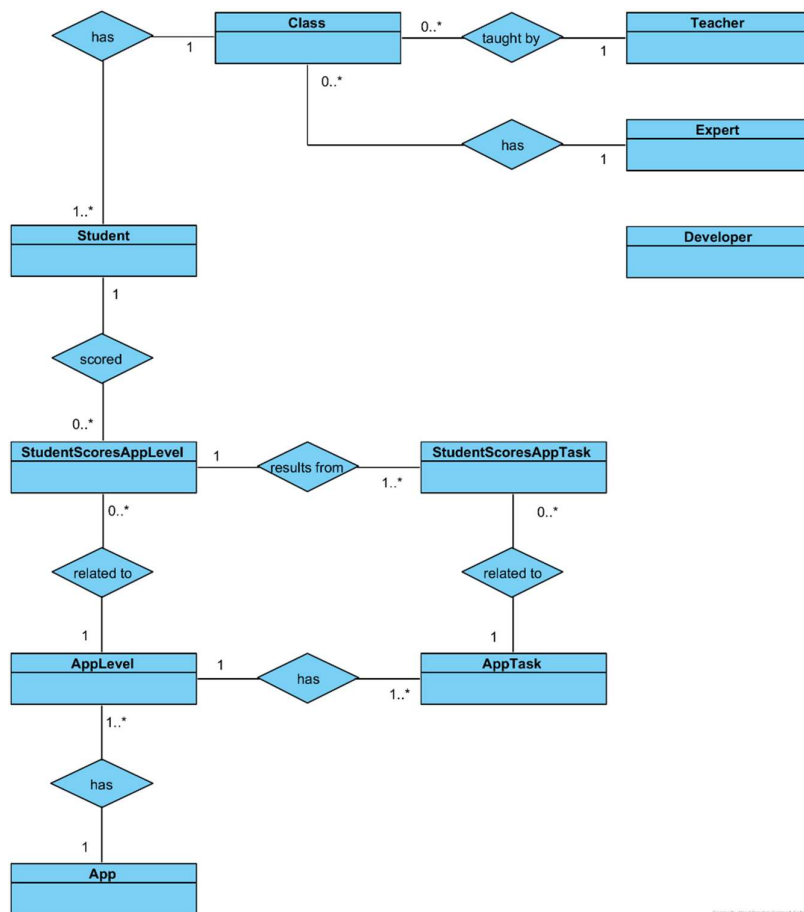 Class
Teacher
has
1
0..*
taught by
1
0..*
Expert
has
1
1..*
Student
Developer
1
scored
0..*
StudentScoresAppLevel
1
results from
1..*
StudentScoresAppTask
0..*
0..*
related to
related to
1
1
AppLevel
1
has
1..*
AppTask
1..*
has
1
App